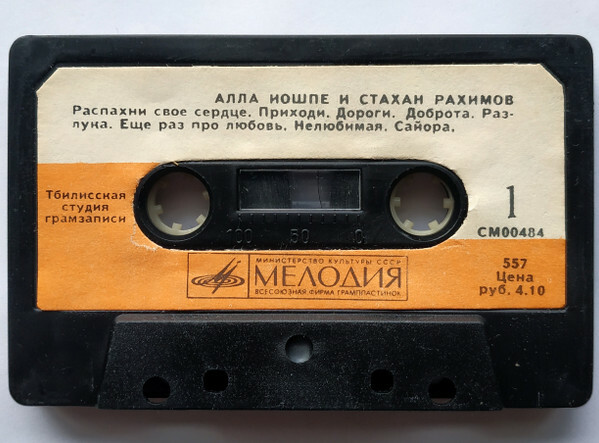 АЛЛА ИОШПЕ И СТАХАН РАХИМОВ
Распахни свое сердце. Приходи. Дороги. Доброта. Раз-
лука. Еще раз про любовь. Нелюбимая. Сайора.
Тбилисская
студия
грамзаписи
1
СМ00484
100 50 0
МИНИСТЕРСТВО КУЛЬТУРЫ СССР
МЕЛОДИЯ
ВСЕСОЮЗНАЯ ФИРМА ГРАМПЛАСТИНОК
557
Цена
руб. 4.10